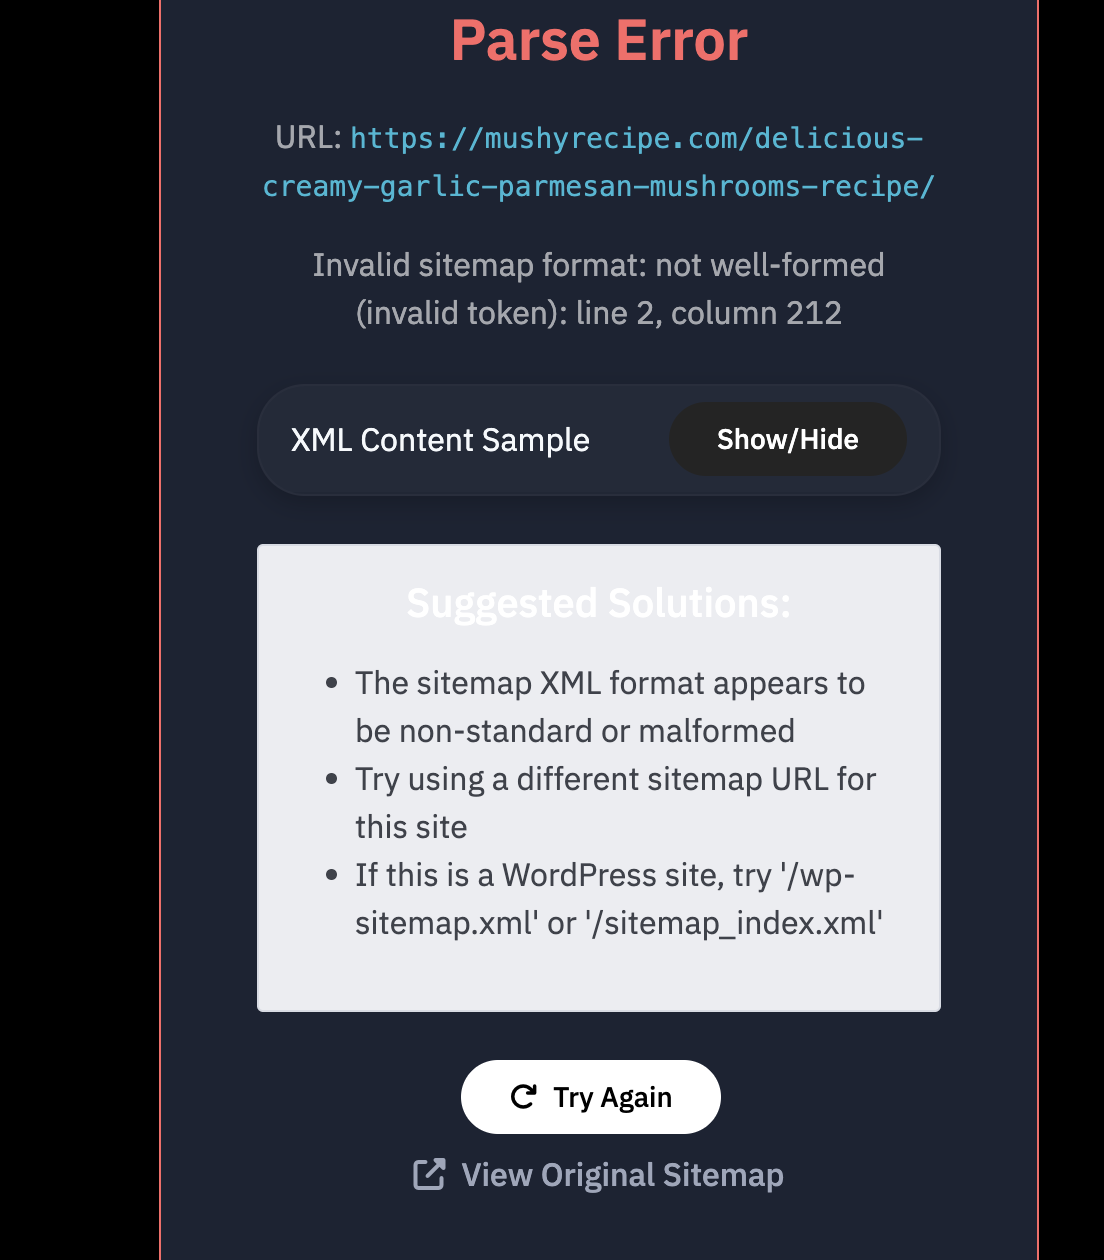 Parse Error
URL: https://mushyrecipe.com/delicious-
creamy-garlic-parmesan-mushrooms-recipe/
Invalid sitemap format: not well-formed
(invalid token): line 2, column 212
XML Content Sample
Show/Hide
Suggested Solutions:
• The sitemap XML format appears to
be non-standard or malformed
• Try using a different sitemap URL for
this site
• If this is a WordPress site, try '/wp-
sitemap.xml' or '/sitemap_index.xml'
Try Again
View Original Sitemap